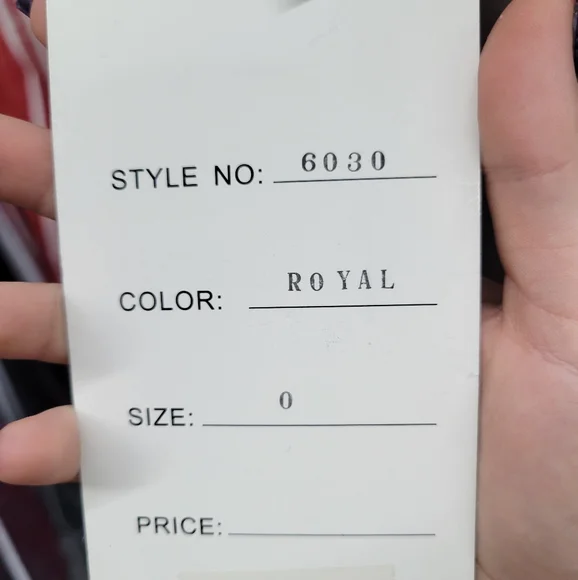 STYLE NO: 6030
COLOR: ROYAL
SIZE: 0
PRICE: